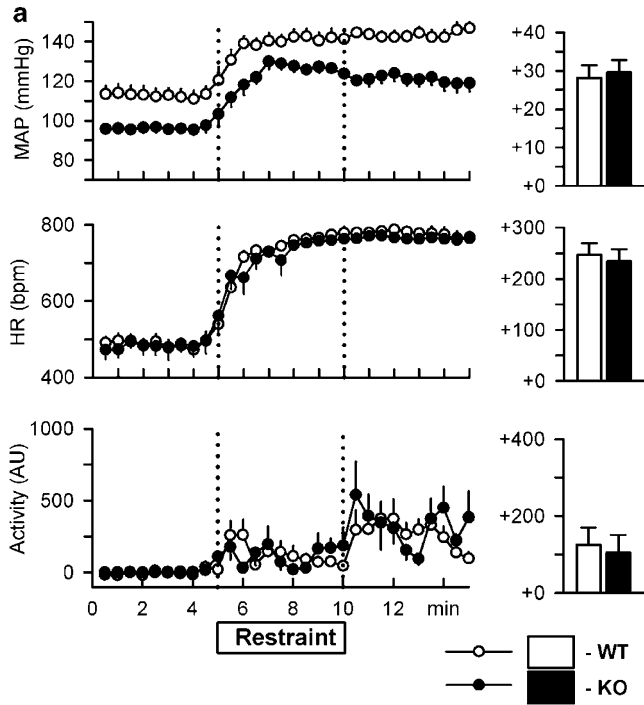 a
MAP (mmHg)
140
120
100
80
+40
+30
+20
+10
+0
HR (bpm)
800
600
400
+300
+200
+100
+0
Activity (AU)
1000
500
0
+400
+200
+0
0 2 4 6 8 10 12 min
Restraint
- WT
- KO